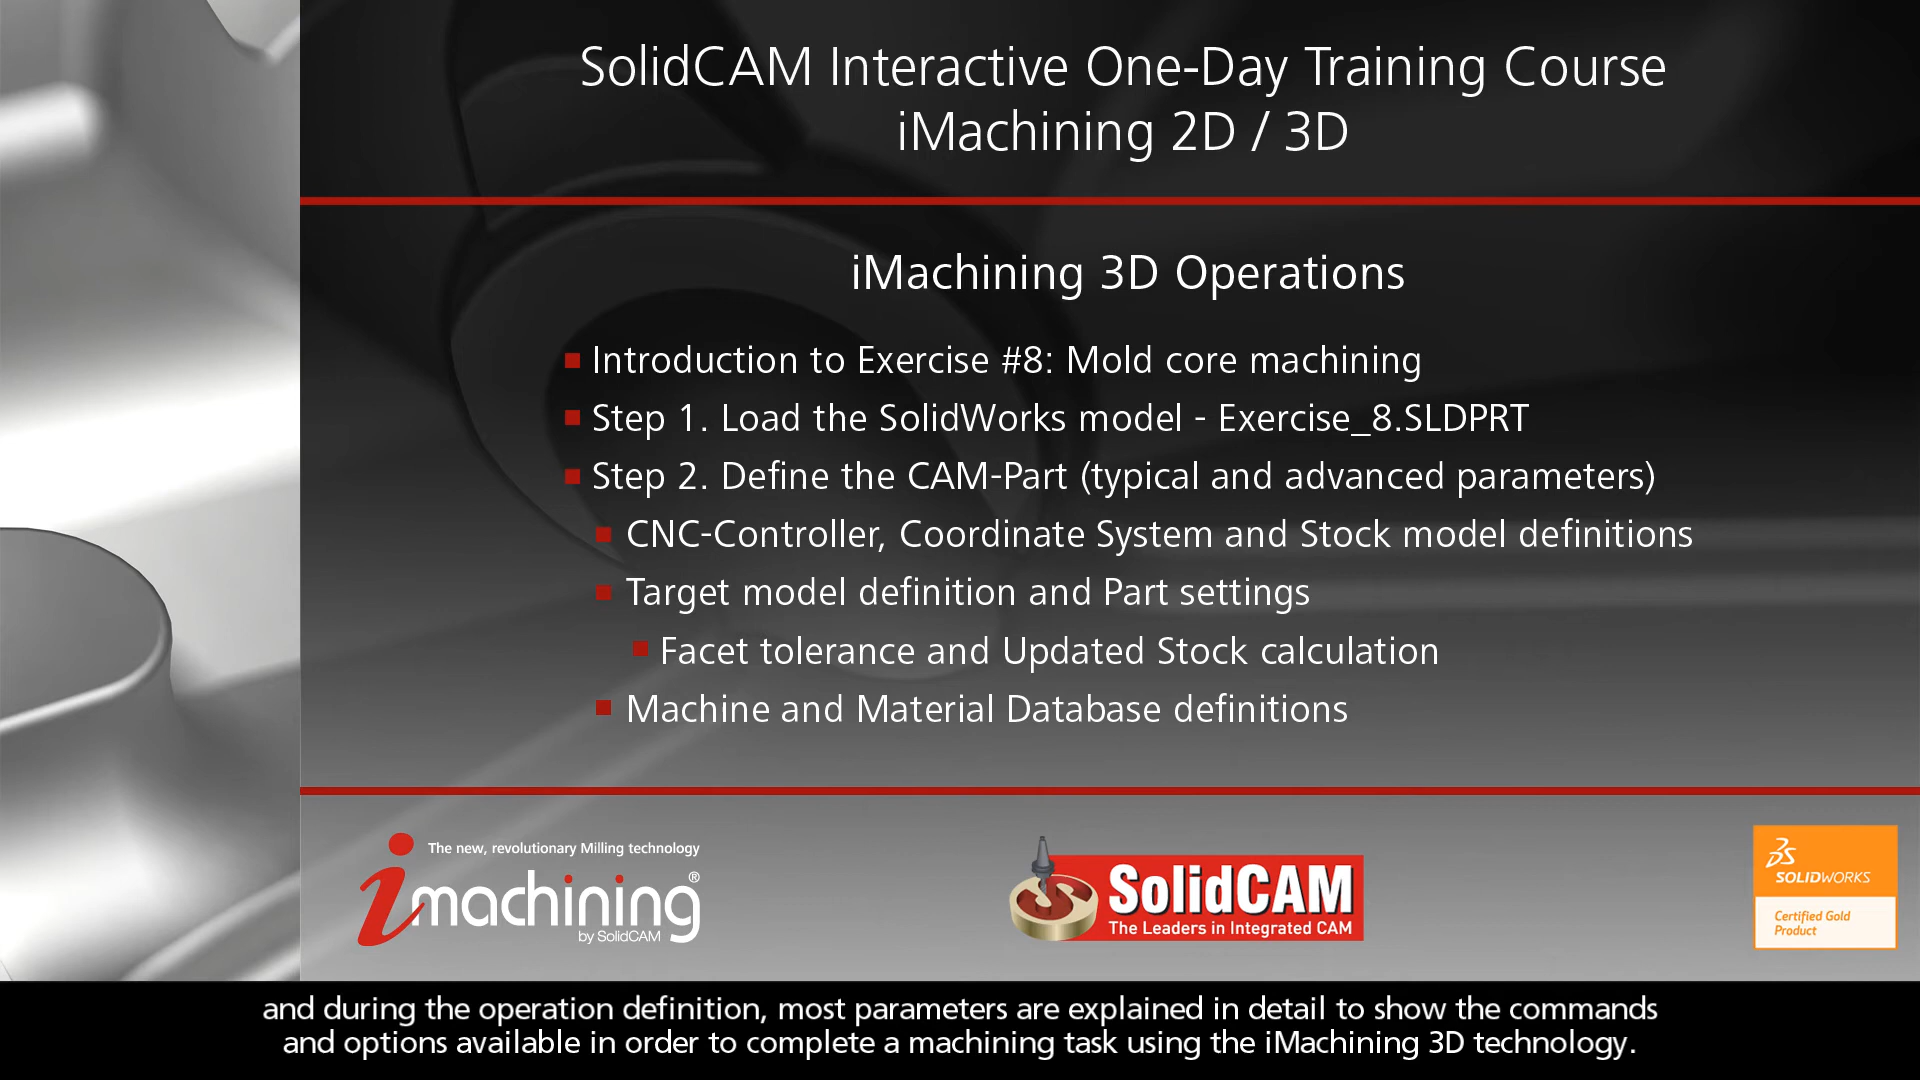 SolidCAM Interactive One-Day Training Course
iMachining 2D / 3D
iMachining 3D Operations
Introduction to Exercise #8: Mold core machining
Step 1. Load the SolidWorks model - Exercise_8.SLDPRT
Step 2. Define the CAM-Part (typical and advanced parameters)
CNC-Controller, Coordinate System and Stock model definitions
Target model definition and Part settings
Facet tolerance and Updated Stock calculation
Machine and Material Database definitions
The new, revolutionary Milling technology
imachining®
by SolidCAM
SolidCAM
The Leaders in Integrated CAM
SOLIDWORKS
Certified Gold
Product
and during the operation definition, most parameters are explained in detail to show the commands
and options available in order to complete a machining task using the iMachining 3D technology.